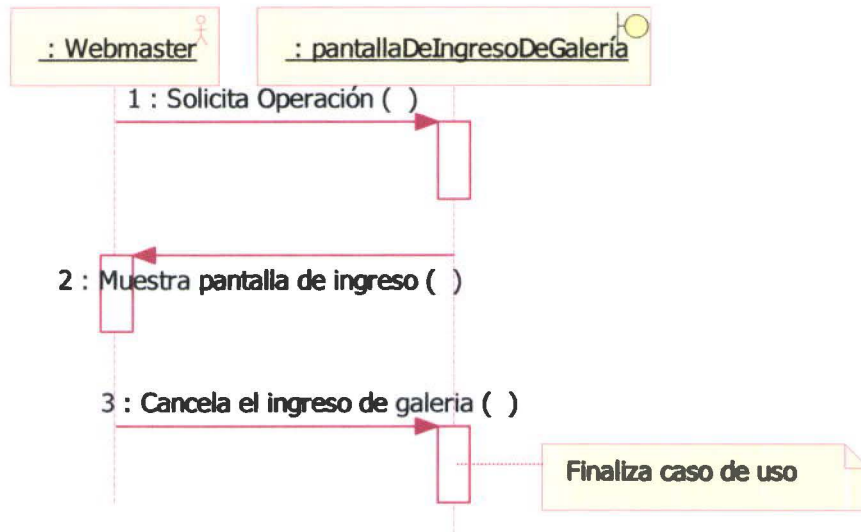 : Webmaster
: pantallaDeIngresoDeGalería
1 : Solicita Operación ( )
2 : Muestra pantalla de ingreso ( )
3 : Cancela el ingreso de galeria ( )
Finaliza caso de uso